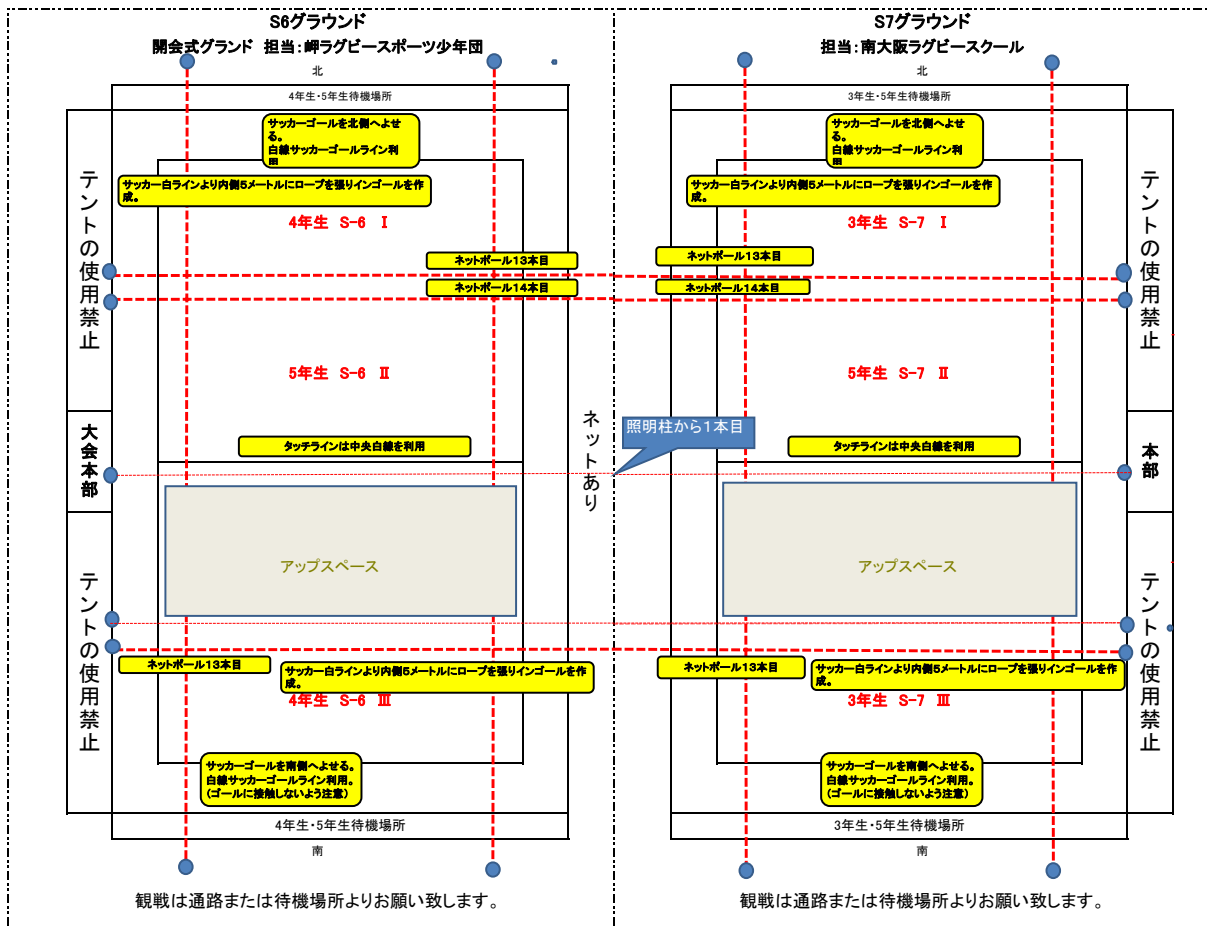 S6グラウンド
開会式グランド 担当:岬ラグビースポーツ少年団
北
4年生・5年生待機場所
サッカーゴールを北側へよせ
る。
白線サッカーゴールライン利
用
サッカー白ラインより内側5メートルにロープを張りインゴールを作
成。
4年生 S-6 Ⅰ
ネットポール13本目
ネットポール14本目
5年生 S-6 Ⅱ
タッチラインは中央白線を利用
アップスペース
ネットポール13本目
サッカー白ラインより内側5メートルにロープを張りインゴールを作
成。
4年生 S-6 Ⅲ
サッカーゴールを南側へよせる。
白線サッカーゴールライン利用。
(ゴールに接触しないよう注意)
4年生・5年生待機場所
南
観戦は通路または待機場所よりお願い致します。
テントの使用禁止
大会本部
テントの使用禁止
ネットあり
照明柱から1本目
S7グラウンド
担当:南大阪ラグビースクール
北
3年生・5年生待機場所
サッカーゴールを北側へよせ
る。
白線サッカーゴールライン利
用
サッカー白ラインより内側5メートルにロープを張りインゴールを作
成。
3年生 S-7 Ⅰ
ネットポール13本目
ネットポール14本目
5年生 S-7 Ⅱ
タッチラインは中央白線を利用
アップスペース
ネットポール13本目
サッカー白ラインより内側5メートルにロープを張りインゴールを作
成。
3年生 S-7 Ⅲ
サッカーゴールを南側へよせる。
白線サッカーゴールライン利用。
(ゴールに接触しないよう注意)
3年生・5年生待機場所
南
観戦は通路または待機場所よりお願い致します。
テントの使用禁止
本部
テントの使用禁止